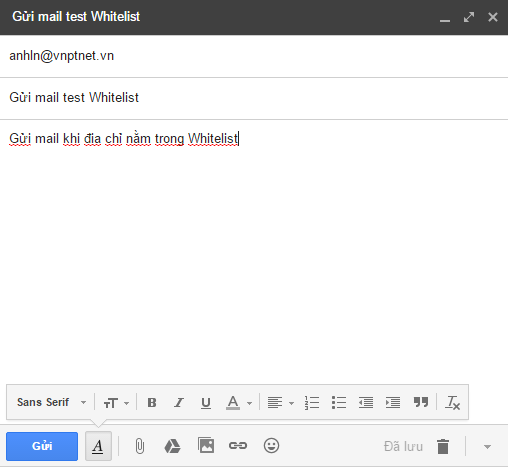 Gửi mail test Whitelist
anhln@vnptnet.vn
Gửi mail test Whitelist
Gửi mail khi đia chỉ nằm trong Whitelist
Sans Serif
Gửi
Đã lưu